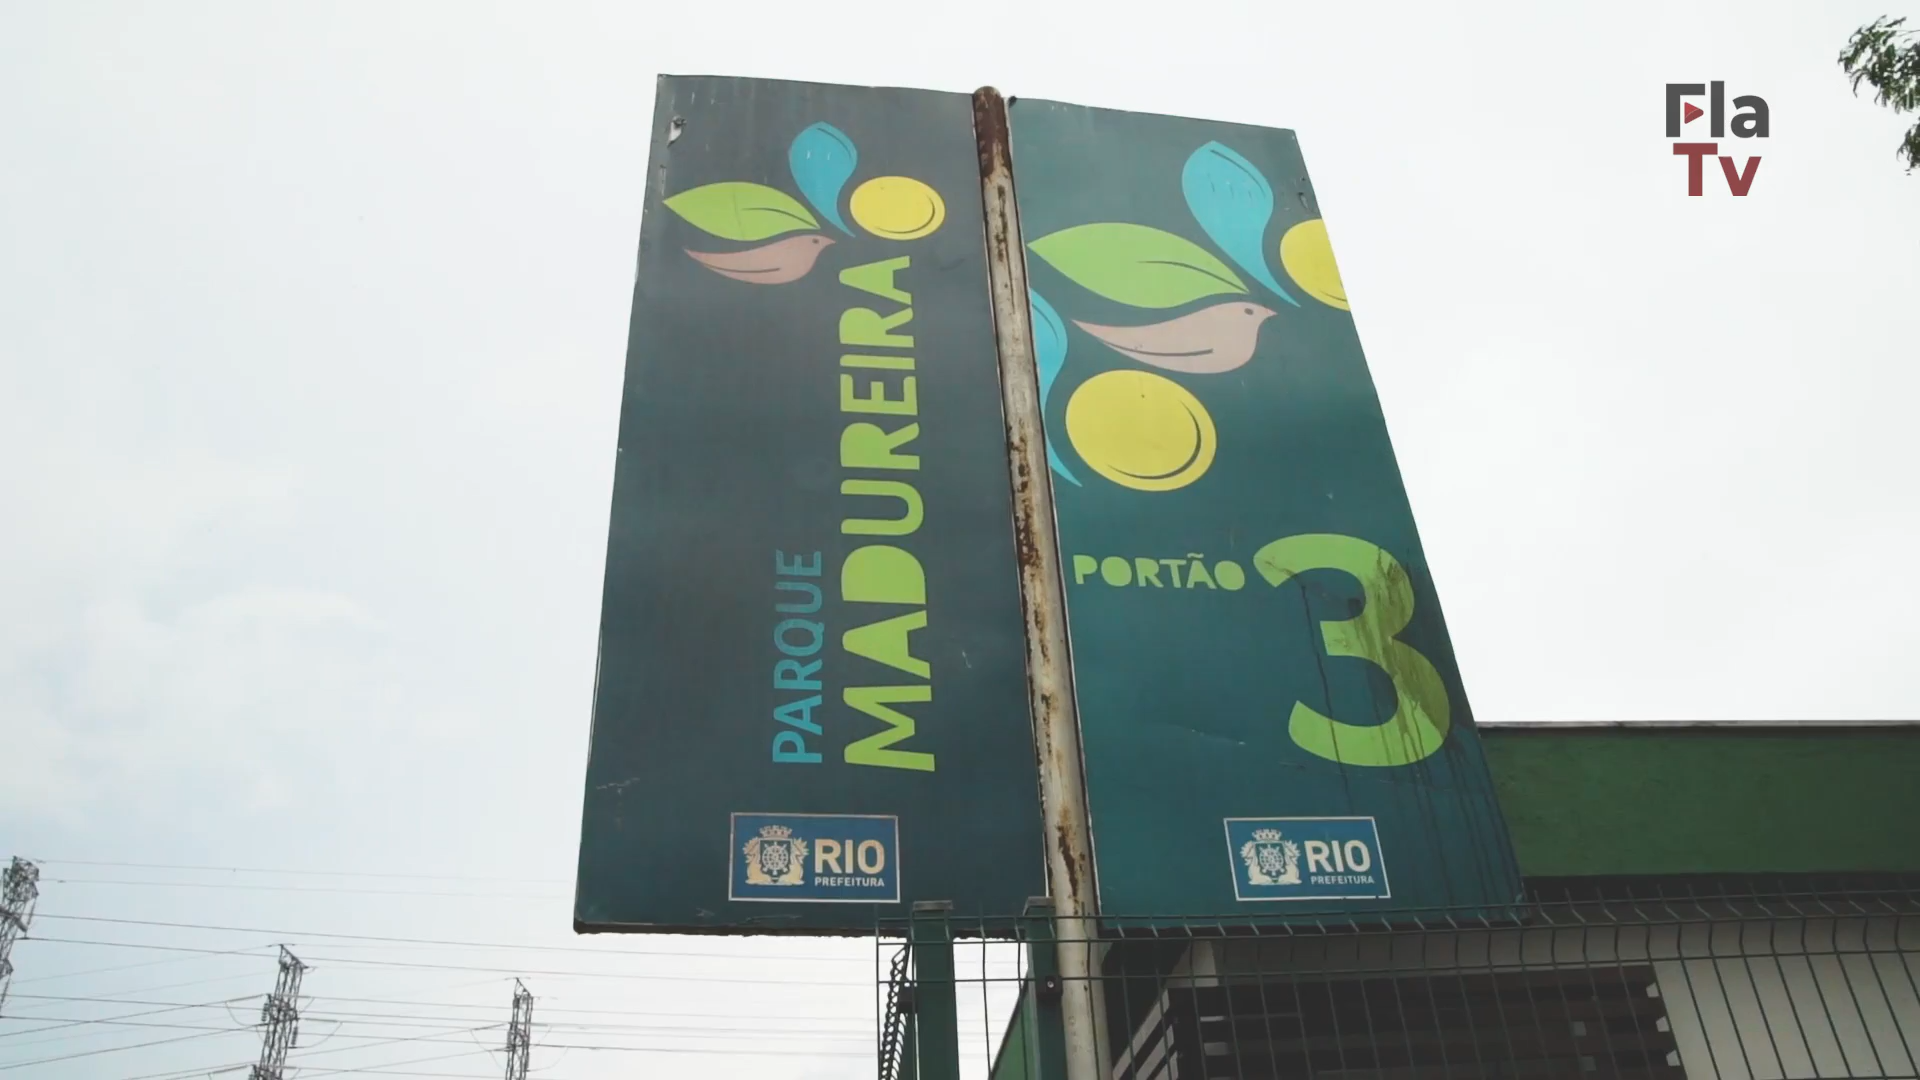 PARQUE
MADUREIRA
RIO
PREFEITURA
PORTÃO 3
RIO
PREFEITURA
Fla
Tv